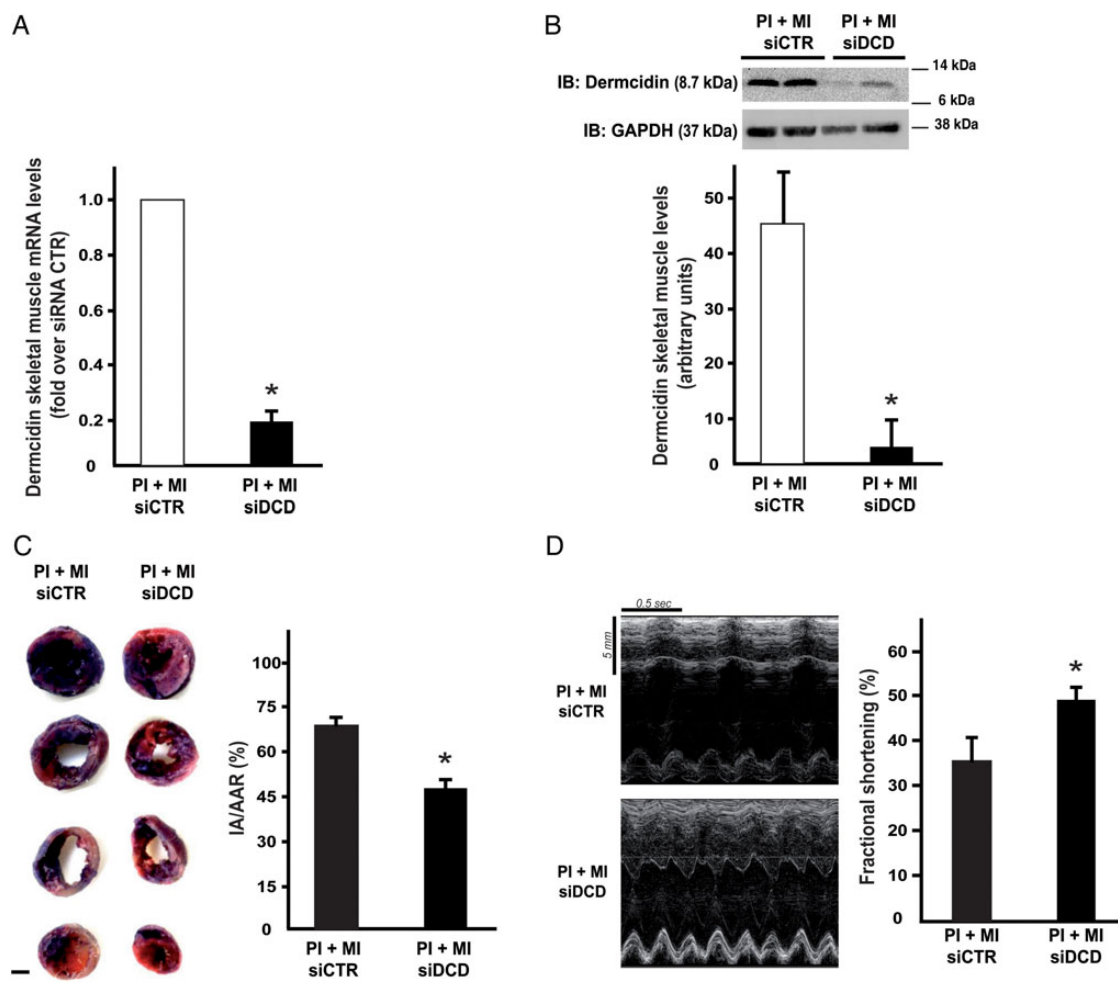 A
Dermcidin skeletal muscle mRNA levels
(fold over siRNA CTR)
1.0
0.8
0.6
0.4
0.2
0
*
PI + MI
siCTR
PI + MI
siDCD
B
PI + MI
siCTR
PI + MI
siDCD
IB: Dermcidin (8.7 kDa)
14 kDa
6 kDa
IB: GAPDH (37 kDa)
38 kDa
Dermcidin skeletal muscle levels
(arbitrary units)
50
40
30
20
10
0
*
PI + MI
siCTR
PI + MI
siDCD
C
PI + MI
siCTR
PI + MI
siDCD
IA/AAR (%)
100
75
60
45
30
15
0
*
PI + MI
siCTR
PI + MI
siDCD
D
0.5 sec
5 mm
PI + MI
siCTR
PI + MI
siDCD
Fractional shortening (%)
60
50
40
30
20
10
0
*
PI + MI
siCTR
PI + MI
siDCD